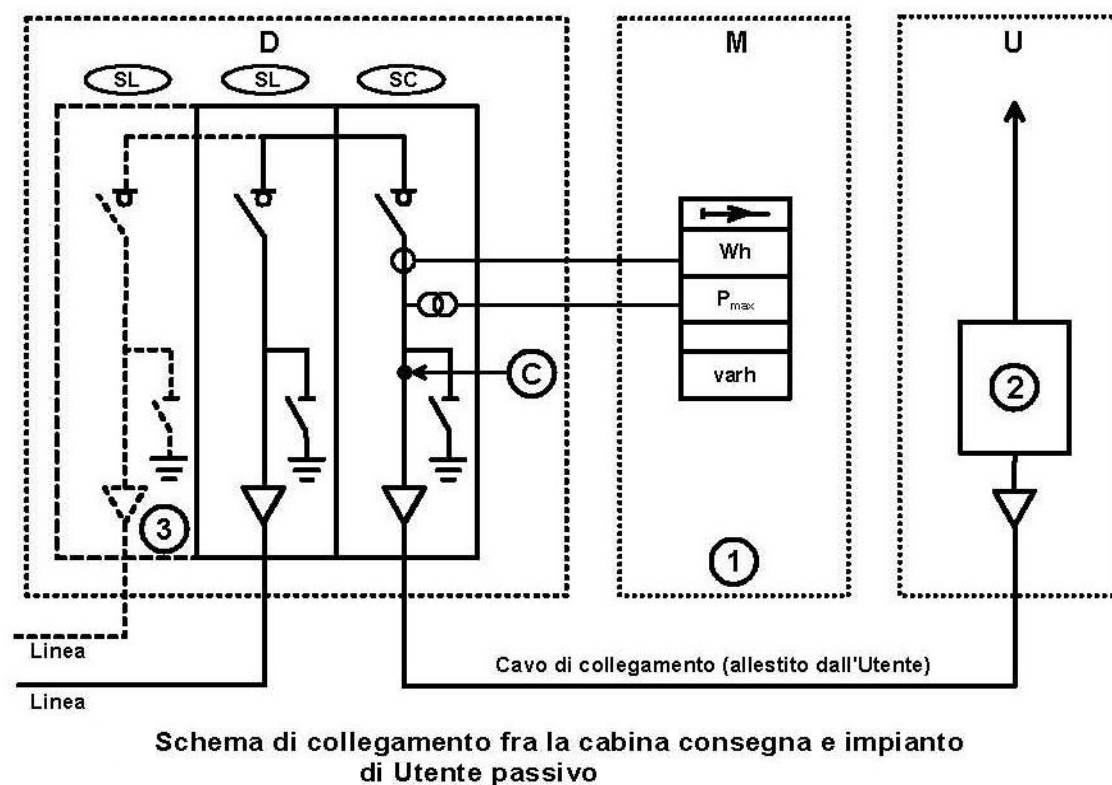 D
M
U
SL
SL
SC
Wh
Pmax
C
varh
2
3
1
Linea
Cavo di collegamento (allestito dall'Utente)
Linea
Schema di collegamento fra la cabina consegna e impianto
di Utente passivo